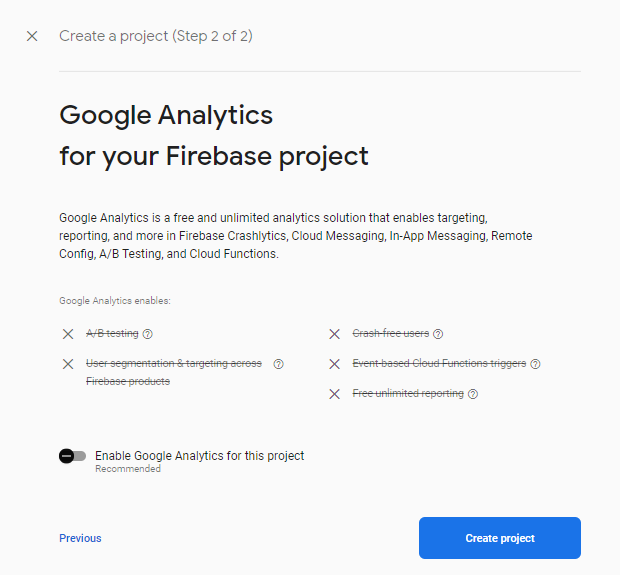 Create a project (Step 2 of 2)
Google Analytics
for your Firebase project
Google Analytics is a free and unlimited analytics solution that enables targeting,
reporting, and more in Firebase Crashlytics, Cloud Messaging, In-App Messaging, Remote
Config, A/B Testing, and Cloud Functions.
Google Analytics enables:
A/B testing
User segmentation & targeting across
Firebase products
Crash-free users
Event-based Cloud Functions triggers
Free unlimited reporting
Enable Google Analytics for this project
Recommended
Previous
Create project